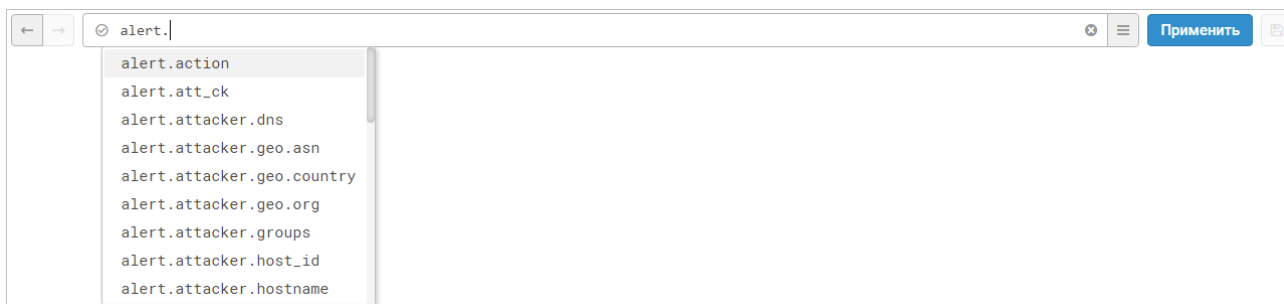 alert. Применить
alert.action
alert.att_ck
alert.attacker.dns
alert.attacker.geo.asn
alert.attacker.geo.country
alert.attacker.geo.org
alert.attacker.groups
alert.attacker.host_id
alert.attacker.hostname